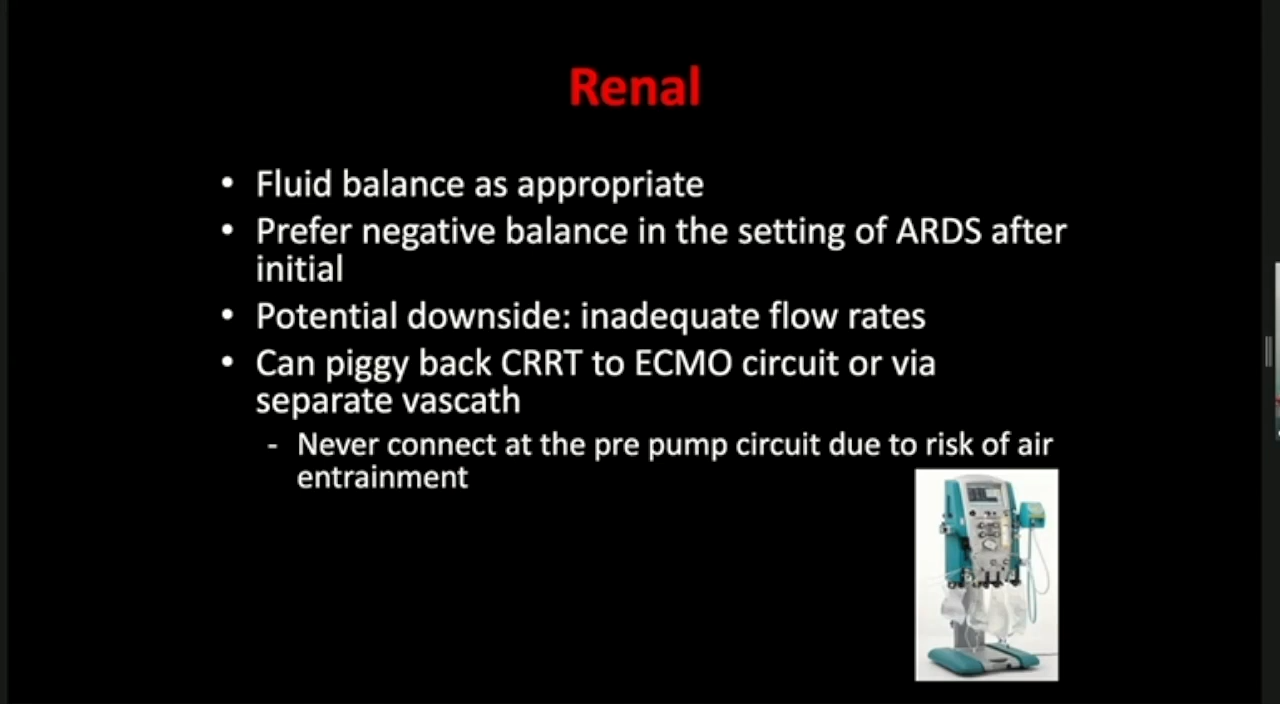 Renal
• Fluid balance as appropriate
• Prefer negative balance in the setting of ARDS after
initial
• Potential downside: inadequate flow rates
• Can piggy back CRRT to ECMO circuit or via
separate vascath
- Never connect at the pre pump circuit due to risk of air
entrainment